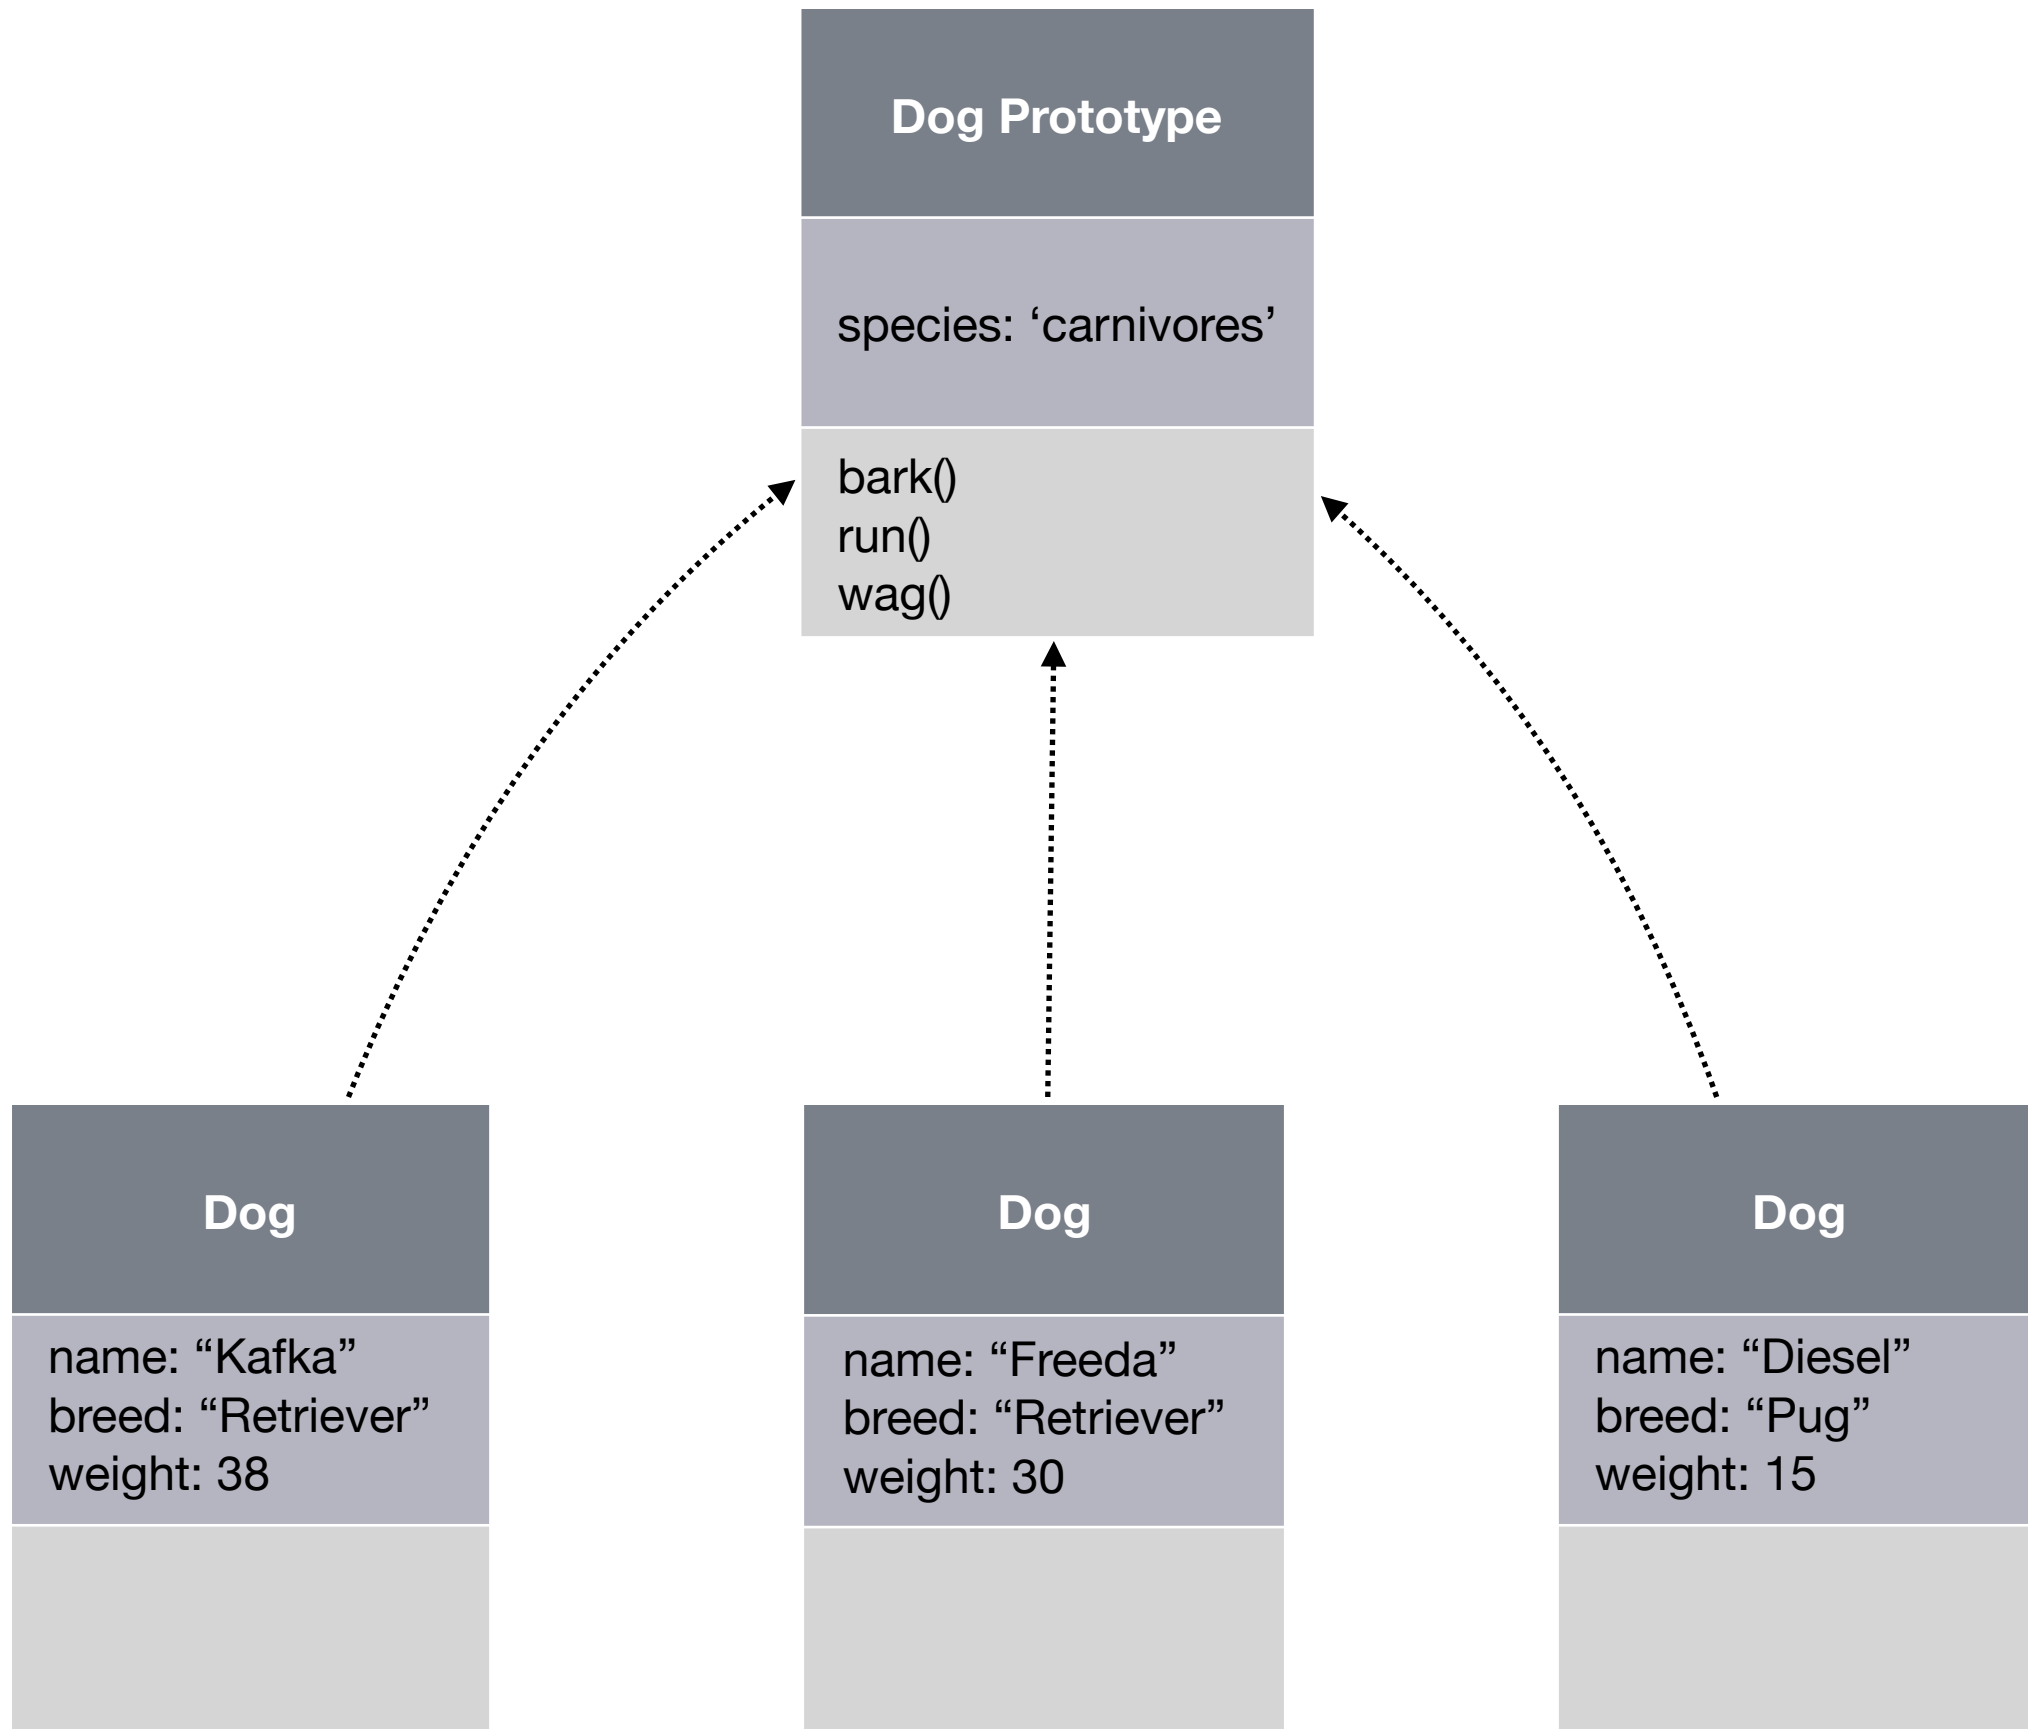 Dog Prototype
species: ‘carnivores’
bark()
run()
wag()
Dog
name: “Kafka”
breed: “Retriever”
weight: 38
Dog
name: “Freeda”
breed: “Retriever”
weight: 30
Dog
name: “Diesel”
breed: “Pug”
weight: 15